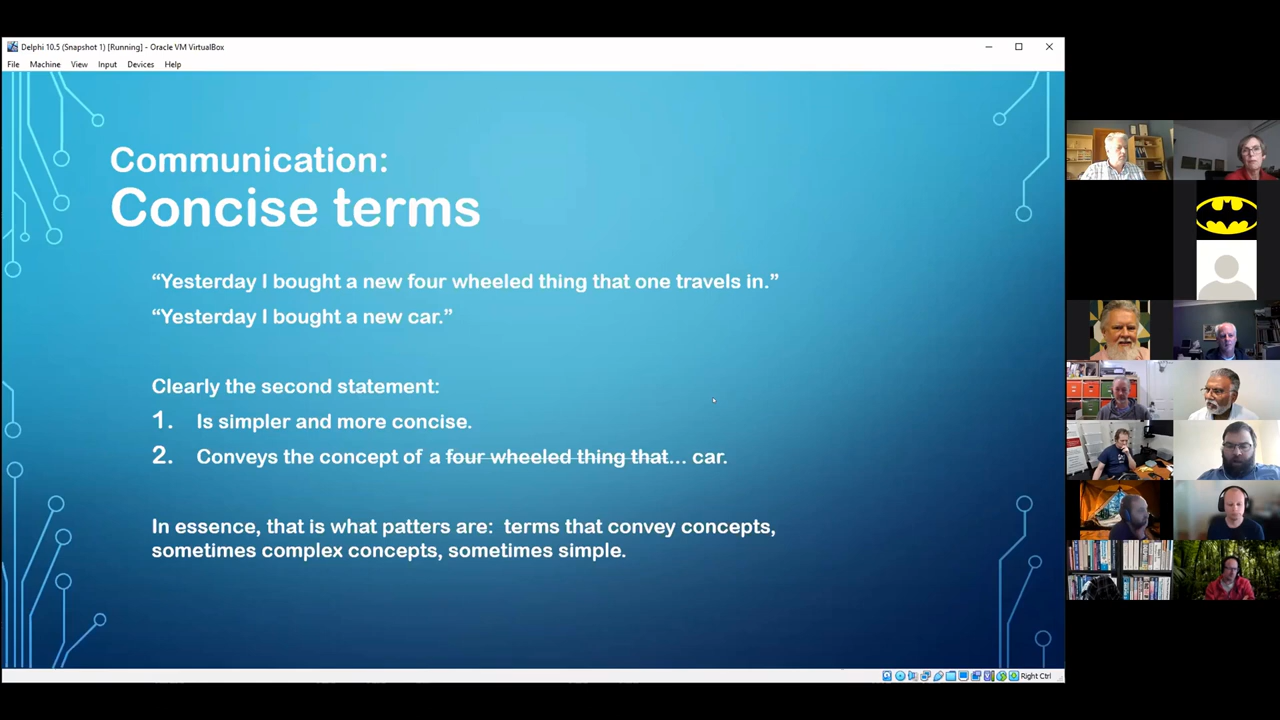 Delphi 10.5 (Snapshot 1) [Running] - Oracle VM VirtualBox
File Machine View Input Devices Help
Communication:
Concise terms
“Yesterday I bought a new four wheeled thing that one travels in.”
“Yesterday I bought a new car.”
Clearly the second statement:
1. Is simpler and more concise.
2. Conveys the concept of a four wheeled thing that... car.
In essence, that is what patters are: terms that convey concepts,
sometimes complex concepts, sometimes simple.
Right Ctrl